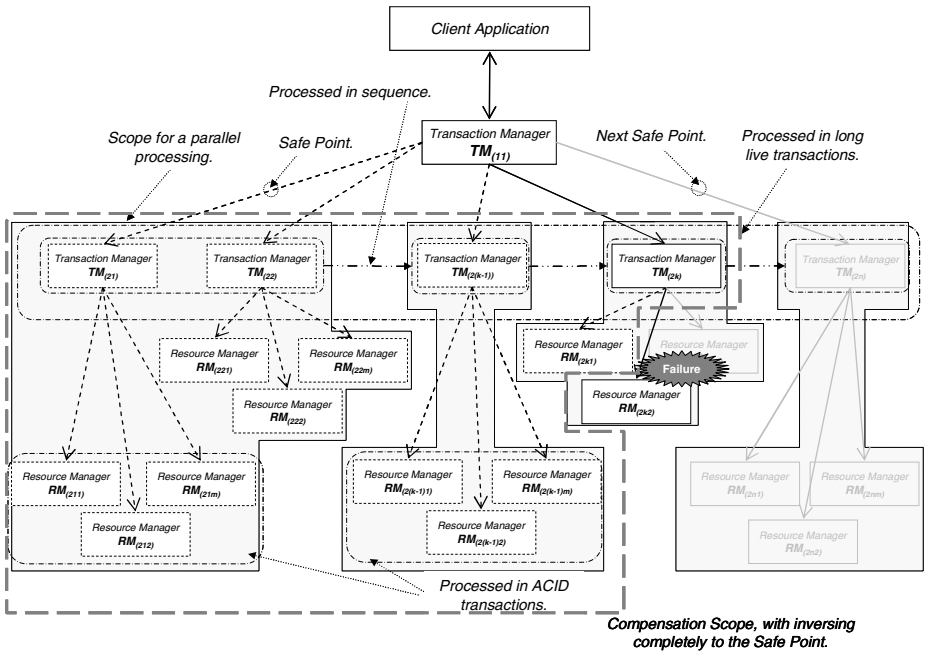 Client Application
Processed in sequence.
Scope for a parallel
processing.
Safe Point.
Transaction Manager
TM(11)
Next Safe Point.
Processed in long
live transactions.
Transaction Manager
TM(21)
Transaction Manager
TM(22)
Transaction Manager
TM(2(k-1))
Transaction Manager
TM(2k)
Transaction Manager
TM(2n)
Resource Manager
RM(221)
Resource Manager
RM(22m)
Resource Manager
RM(222)
Resource Manager
RM(2k1)
Resource Manager
Failure
Resource Manager
RM(2k2)
Resource Manager
RM(211)
Resource Manager
RM(21m)
Resource Manager
RM(212)
Resource Manager
RM(2(k-1)1)
Resource Manager
RM(2(k-1)m)
Resource Manager
RM(2(k-1)2)
Resource Manager
RM(2n1)
Resource Manager
RM(2nm)
Resource Manager
RM(2n2)
Processed in ACID
transactions.
Compensation Scope, with inversing
completely to the Safe Point.